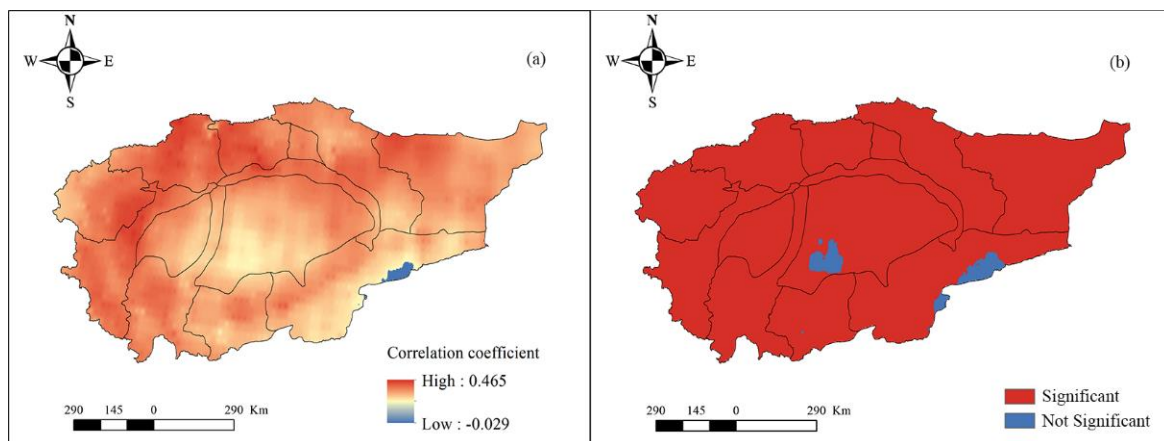 N
W E
S
(a)
Correlation coefficient
High : 0.465
Low : -0.029
290 145 0 290 Km
N
W E
S
(b)
Significant
Not Significant
290 145 0 290 Km